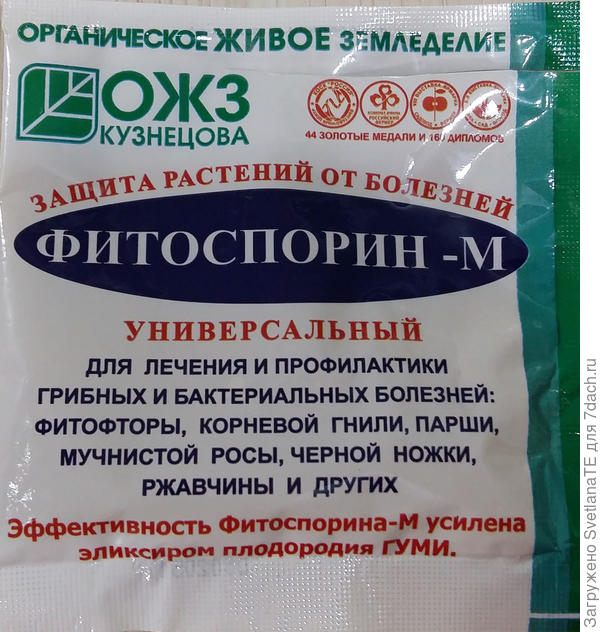 ОРГАНИЧЕСКОЕ ЖИВОЕ ЗЕМЛЕДЕЛИЕ
ОЖЗ
КУЗНЕЦОВА
44 ЗОЛОТЫЕ МЕДАЛИ И 160 ДИПЛОМОВ
ЗАЩИТА РАСТЕНИЙ ОТ БОЛЕЗНЕЙ
ФИТОСПОРИН -М
УНИВЕРСАЛЬНЫЙ
ДЛЯ ЛЕЧЕНИЯ И ПРОФИЛАКТИКИ
ГРИБНЫХ И БАКТЕРИАЛЬНЫХ БОЛЕЗНЕЙ:
ФИТОФТОРЫ, КОРНЕВОЙ ГНИЛИ, ПАРШИ,
МУЧНИСТОЙ РОСЫ, ЧЕРНОЙ НОЖКИ,
РЖАВЧИНЫ И ДРУГИХ
Эффективность Фитоспорина-М усилена
эликсиром плодородия ГУМИ.
Загружено SvetlanaTE для 7dach.ru